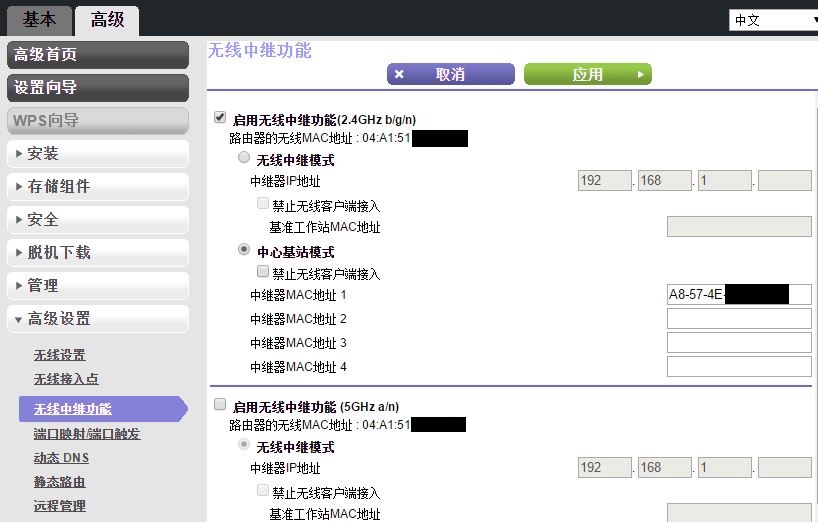 基本 高级 中文
高级首页
设置向导
WPS向导
安装
存储组件
安全
脱机下载
管理
高级设置
无线设置
无线接入点
无线中继功能
端口映射/端口触发
动态 DNS
静态路由
远程管理
无线中继功能
取消 应用
启用无线中继功能(2.4GHz b/g/n)
路由器的无线MAC地址 : 04:A1:51
无线中继模式
中继器IP地址 192 . 168 . 1 .
禁止无线客户端接入
基准工作站MAC地址
中心基站模式
禁止无线客户端接入
中继器MAC地址 1 A8-57-4E-
中继器MAC地址 2
中继器MAC地址 3
中继器MAC地址 4
启用无线中继功能 (5GHz a/n)
路由器的无线MAC地址 : 04:A1:51
无线中继模式
中继器IP地址 192 . 168 . 1 .
禁止无线客户端接入
基准工作站MAC地址